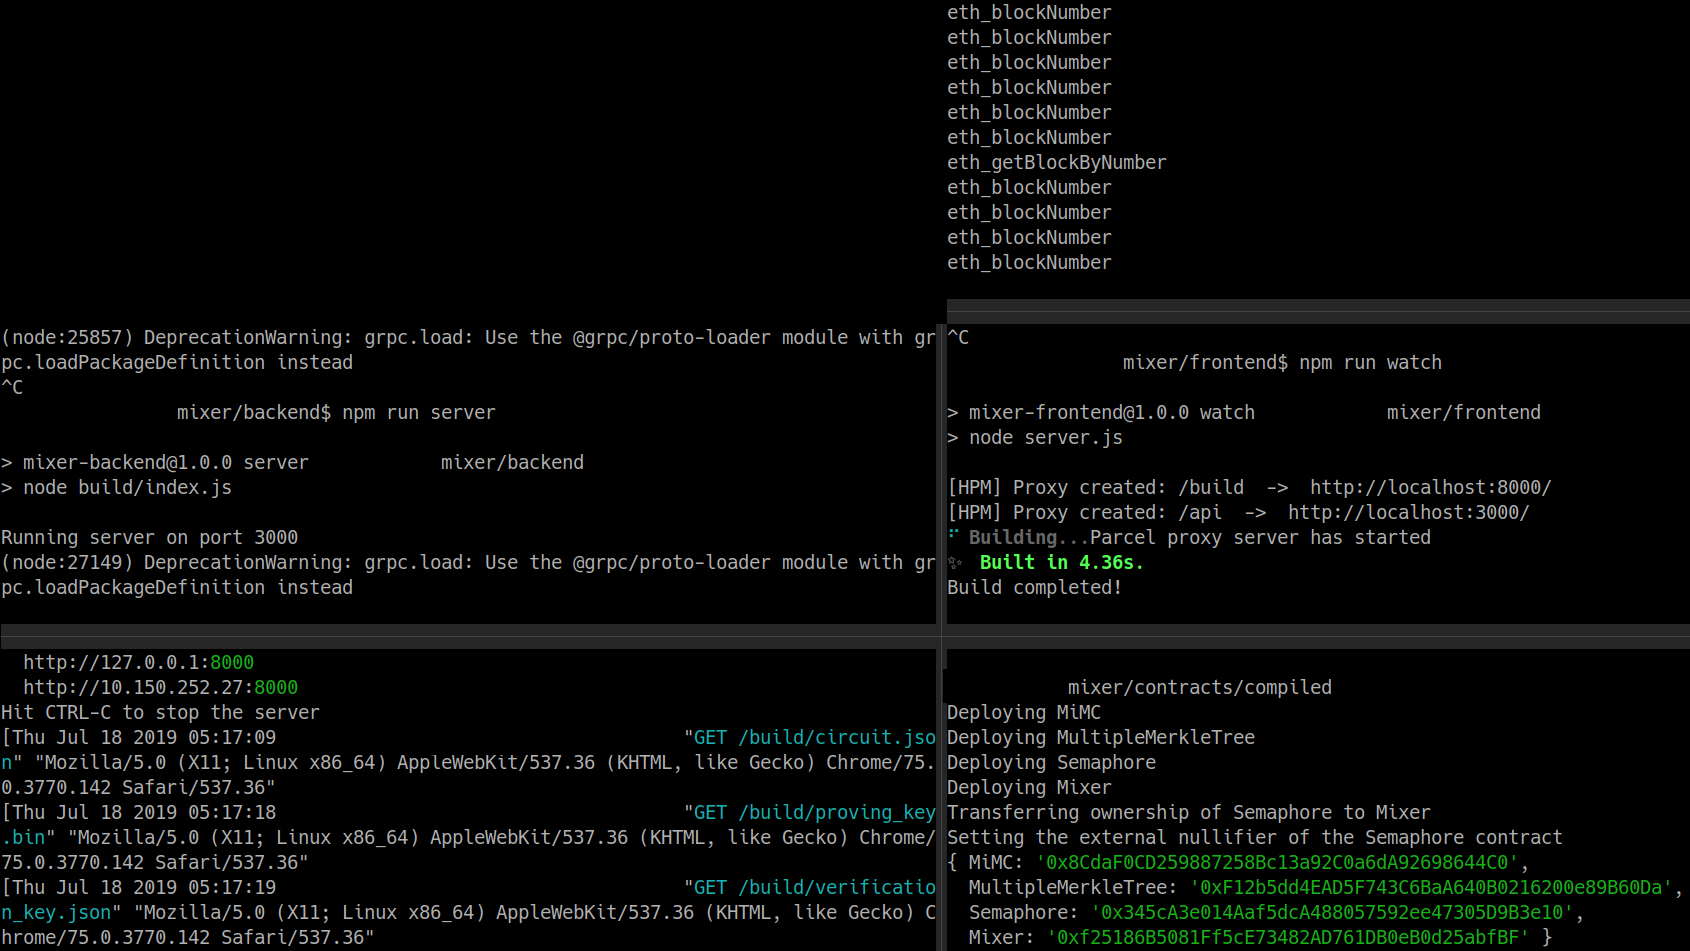 eth_blockNumber
eth_blockNumber
eth_blockNumber
eth_blockNumber
eth_blockNumber
eth_blockNumber
eth_getBlockByNumber
eth_blockNumber
eth_blockNumber
eth_blockNumber
eth_blockNumber
(node:25857) DeprecationWarning: grpc.load: Use the @grpc/proto-loader module with gr
pc.loadPackageDefinition instead
^C
mixer/backend$ npm run server
> mixer-backend@1.0.0 server mixer/backend
> node build/index.js
Running server on port 3000
(node:27149) DeprecationWarning: grpc.load: Use the @grpc/proto-loader module with gr
pc.loadPackageDefinition instead
^C
mixer/frontend$ npm run watch
> mixer-frontend@1.0.0 watch mixer/frontend
> node server.js
[HPM] Proxy created: /build -> http://localhost:8000/
[HPM] Proxy created: /api -> http://localhost:3000/
⠋ Building...Parcel proxy server has started
✨ Built in 4.36s.
Build completed!
http://127.0.0.1:8000
http://10.150.252.27:8000
Hit CTRL-C to stop the server
[Thu Jul 18 2019 05:17:09 "GET /build/circuit.jso
n" "Mozilla/5.0 (X11; Linux x86_64) AppleWebKit/537.36 (KHTML, like Gecko) Chrome/75.
0.3770.142 Safari/537.36"
[Thu Jul 18 2019 05:17:18 "GET /build/proving_key
.bin" "Mozilla/5.0 (X11; Linux x86_64) AppleWebKit/537.36 (KHTML, like Gecko) Chrome/
75.0.3770.142 Safari/537.36"
[Thu Jul 18 2019 05:17:19 "GET /build/verificatio
n_key.json" "Mozilla/5.0 (X11; Linux x86_64) AppleWebKit/537.36 (KHTML, like Gecko) C
hrome/75.0.3770.142 Safari/537.36"
mixer/contracts/compiled
Deploying MiMC
Deploying MultipleMerkleTree
Deploying Semaphore
Deploying Mixer
Transferring ownership of Semaphore to Mixer
Setting the external nullifier of the Semaphore contract
{ MiMC: '0x8CdaF0CD259887258Bc13a92C0a6dA92698644C0',
MultipleMerkleTree: '0xF12b5dd4EAD5F743C6BaA640B0216200e89B60Da',
Semaphore: '0x345cA3e014Aaf5dcA488057592ee47305D9B3e10',
Mixer: '0xf25186B5081Ff5cE73482AD761DB0eB0d25abfBF' }